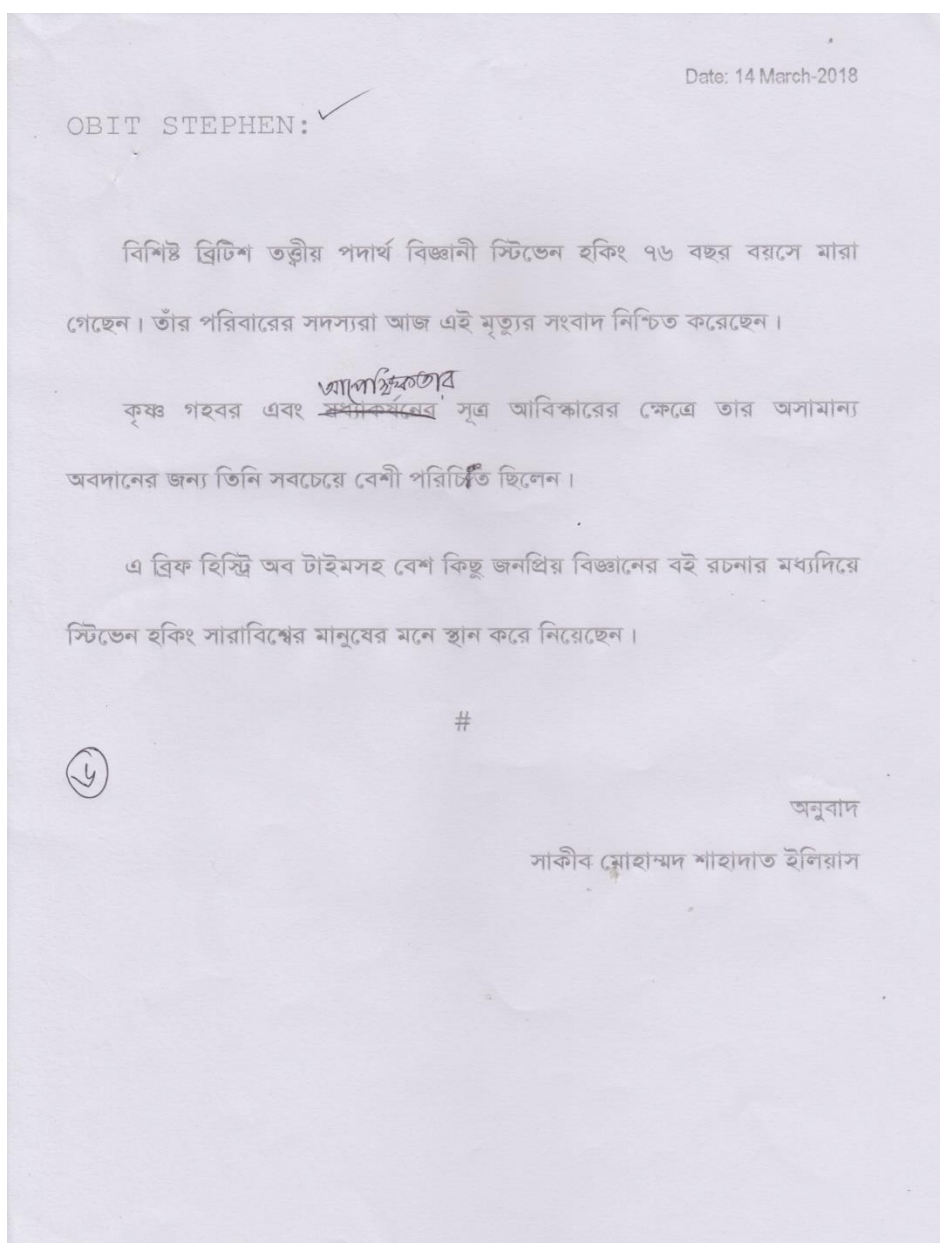 Date: 14 March-2018
OBIT STEPHEN:
বিশিষ্ট ব্রিটিশ তত্ত্বীয় পদার্থ বিজ্ঞানী স্টিভেন হকিং ৭৬ বছর বয়সে মারা
গেছেন। তাঁর পরিবারের সদস্যরা আজ এই মৃত্যুর সংবাদ নিশ্চিত করেছেন।
আপেক্ষিকতার
কৃষ্ণ গহবর এবং মধ্যাকর্ষনের সূত্র আবিষ্কারের ক্ষেত্রে তার অসামান্য
অবদানের জন্য তিনি সবচেয়ে বেশী পরিচিত ছিলেন।
এ ব্রিফ হিস্ট্রি অব টাইমসহ বেশ কিছু জনপ্রিয় বিজ্ঞানের বই রচনার মধ্যদিয়ে
স্টিভেন হকিং সারাবিশ্বের মানুষের মনে স্থান করে নিয়েছেন।
#
অনুবাদ
সাকীব মোহাম্মদ শাহাদাত ইলিয়াস